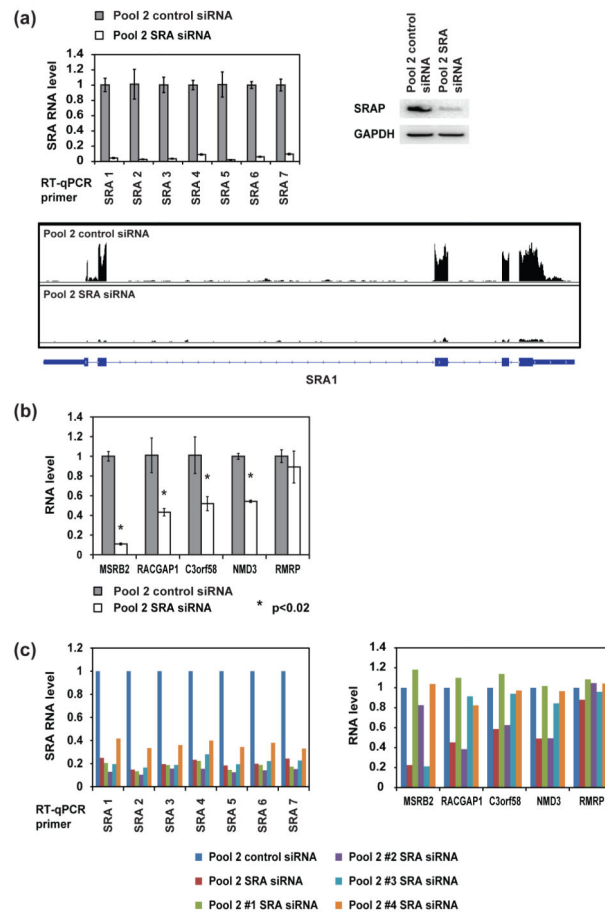 (a)
Pool 2 control siRNA
Pool 2 SRA siRNA
SRA RNA level
1.4
1.2
1
0.8
0.6
0.4
0.2
0
RT-qPCR primer
SRA 1
SRA 2
SRA 3
SRA 4
SRA 5
SRA 6
SRA 7
Pool 2 control siRNA
Pool 2 SRA siRNA
SRAP
GAPDH
Pool 2 control siRNA
Pool 2 SRA siRNA
SRA1
(b)
RNA level
1.4
1.2
1
0.8
0.6
0.4
0.2
0
* * * *
MSRB2 RACGAP1 C3orf58 NMD3 RMRP
Pool 2 control siRNA
Pool 2 SRA siRNA
* p<0.02
(c)
SRA RNA level
1.2
1
0.8
0.6
0.4
0.2
0
RT-qPCR primer
SRA 1
SRA 2
SRA 3
SRA 4
SRA 5
SRA 6
SRA 7
RNA level
1.4
1.2
1
0.8
0.6
0.4
0.2
0
MSRB2 RACGAP1 C3orf58 NMD3 RMRP
Pool 2 control siRNA
Pool 2 SRA siRNA
Pool 2 #1 SRA siRNA
Pool 2 #2 SRA siRNA
Pool 2 #3 SRA siRNA
Pool 2 #4 SRA siRNA